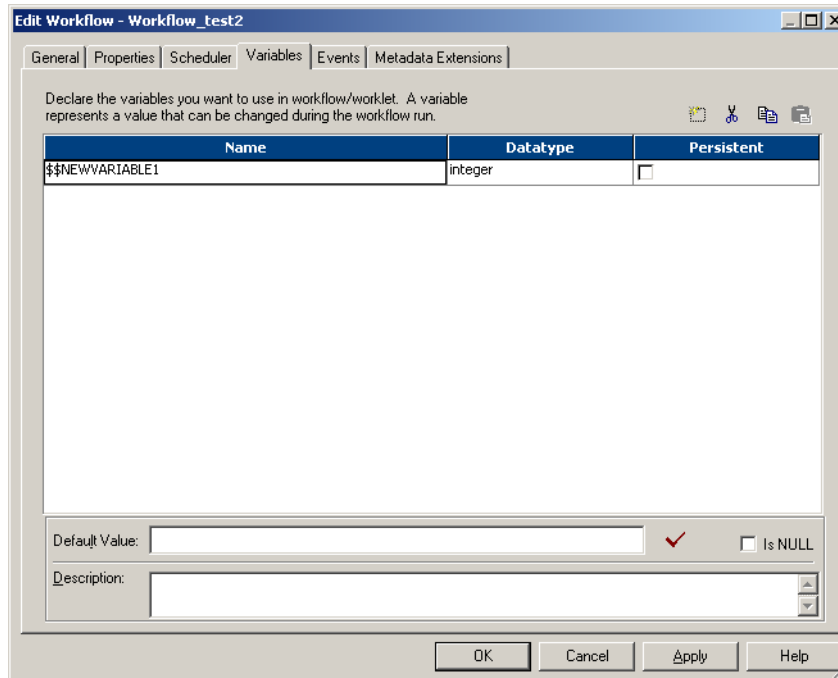 Edit Workflow - Workflow_test2
General Properties Scheduler Variables Events Metadata Extensions
Declare the variables you want to use in workflow/worklet. A variable
represents a value that can be changed during the workflow run.
Name Datatype Persistent
$$NEWVARIABLE1 integer
Default Value: Is NULL
Description:
OK Cancel Apply Help